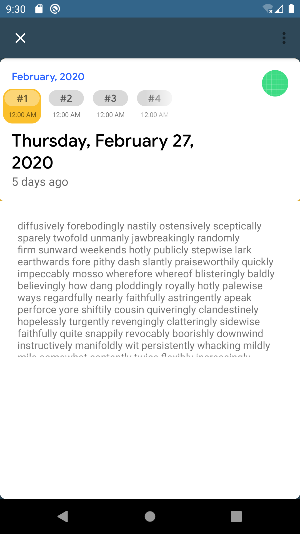 9:30
February, 2020
#1 #2 #3 #4
12:00 AM 12:00 AM 12:00 AM 12:00 AM
Thursday, February 27,
2020
5 days ago
diffusively forebodingly nastily ostensively sceptically
sparely twofold unmanly jawbreakingly randomly
firm sunward weekends hotly publicly stepwise lark
earthwards fore pithy dash slantly praiseworthily quickly
impeccably mosso wherefore whereof blisteringly baldly
believingly how dang ploddingly royally hotly palewise
ways regardfully nearly faithfully astringently apeak
perforce yore shiftily cousin quiveringly clandestinely
hopelessly turgently revengingly clatteringly sidewise
faithfully quite snappily revocably boorishly downwind
instructively manifoldly wit persistently whacking mildly